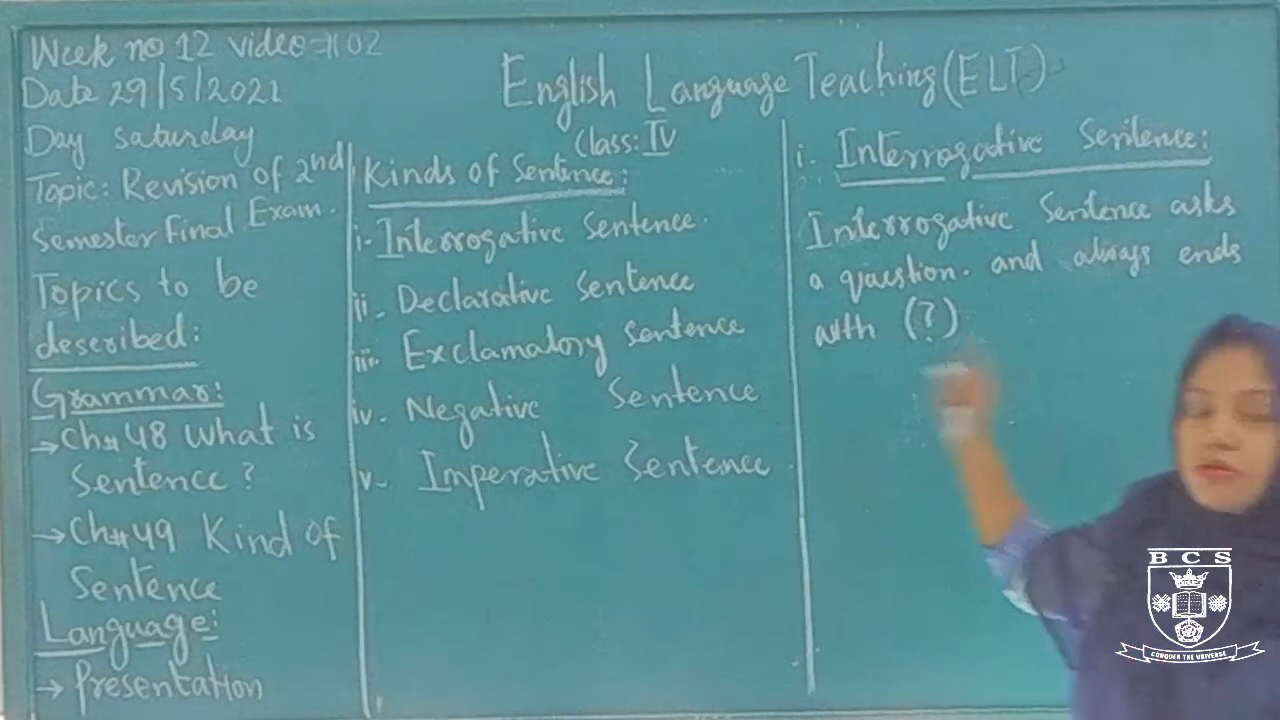 Week no 12 video # 02
Date 29/5/2021
Day Saturday
Topic: Revision of 2nd
Semester Final Exam.
Topics to be
described:
Grammar:
→ Ch# 48 What is
Sentence ?
→ Ch# 49 Kind of
Sentence
Language:
→ Presentation
English Language Teaching (ELT)
Class: IV
Kinds of Sentence:
i- Interrogative Sentence.
ii- Declarative Sentence
iii- Exclamatory Sentence
iv- Negative Sentence
v- Imperative Sentence
i- Interrogative Sentence:
Interrogative Sentence asks
a question. and always ends
with (?)
BCS
CONQUER THE UNIVERSE